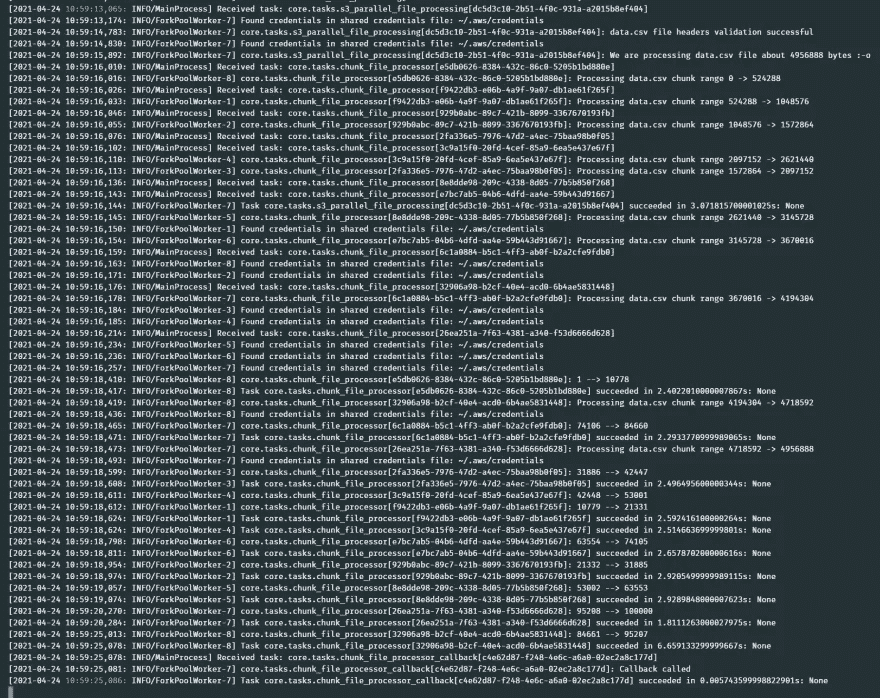 [2021-04-24 10:59:13,065: INFO/MainProcess] Received task: core.tasks.s3_parallel_file_processing[dc5d3c10-2b51-4f0c-931a-a2015b8ef404]
[2021-04-24 10:59:13,174: INFO/ForkPoolWorker-7] Found credentials in shared credentials file: ~/.aws/credentials
[2021-04-24 10:59:14,783: INFO/ForkPoolWorker-7] core.tasks.s3_parallel_file_processing[dc5d3c10-2b51-4f0c-931a-a2015b8ef404]: data.csv file headers validation successful
[2021-04-24 10:59:14,830: INFO/ForkPoolWorker-7] Found credentials in shared credentials file: ~/.aws/credentials
[2021-04-24 10:59:15,892: INFO/ForkPoolWorker-7] core.tasks.s3_parallel_file_processing[dc5d3c10-2b51-4f0c-931a-a2015b8ef404]: We are processing data.csv file about 4956888 bytes :-o
[2021-04-24 10:59:16,010: INFO/MainProcess] Received task: core.tasks.chunk_file_processor[e5db0626-8384-432c-86c0-5205b1bd880e]
[2021-04-24 10:59:16,016: INFO/ForkPoolWorker-8] core.tasks.chunk_file_processor[e5db0626-8384-432c-86c0-5205b1bd880e]: Processing data.csv chunk range 0 -> 524288
[2021-04-24 10:59:16,026: INFO/MainProcess] Received task: core.tasks.chunk_file_processor[f9422db3-e06b-4a9f-9a07-db1ae61f265f]
[2021-04-24 10:59:16,033: INFO/ForkPoolWorker-1] core.tasks.chunk_file_processor[f9422db3-e06b-4a9f-9a07-db1ae61f265f]: Processing data.csv chunk range 524288 -> 1048576
[2021-04-24 10:59:16,046: INFO/MainProcess] Received task: core.tasks.chunk_file_processor[929b0abc-89c7-421b-8099-3367670193fb]
[2021-04-24 10:59:16,055: INFO/ForkPoolWorker-2] core.tasks.chunk_file_processor[929b0abc-89c7-421b-8099-3367670193fb]: Processing data.csv chunk range 1048576 -> 1572864
[2021-04-24 10:59:16,076: INFO/MainProcess] Received task: core.tasks.chunk_file_processor[2fa336e5-7976-47d2-a4ec-75baa98b0f05]
[2021-04-24 10:59:16,102: INFO/MainProcess] Received task: core.tasks.chunk_file_processor[3c9a15f0-20fd-4cef-85a9-6ea5e437e67f]
[2021-04-24 10:59:16,110: INFO/ForkPoolWorker-4] core.tasks.chunk_file_processor[3c9a15f0-20fd-4cef-85a9-6ea5e437e67f]: Processing data.csv chunk range 2097152 -> 2621440
[2021-04-24 10:59:16,113: INFO/ForkPoolWorker-3] core.tasks.chunk_file_processor[2fa336e5-7976-47d2-a4ec-75baa98b0f05]: Processing data.csv chunk range 1572864 -> 2097152
[2021-04-24 10:59:16,136: INFO/MainProcess] Received task: core.tasks.chunk_file_processor[8e8dde98-209c-4338-8d05-77b5b850f268]
[2021-04-24 10:59:16,143: INFO/MainProcess] Received task: core.tasks.chunk_file_processor[e7bc7ab5-04b6-4dfd-aa4e-59b443d91667]
[2021-04-24 10:59:16,144: INFO/ForkPoolWorker-7] Task core.tasks.s3_parallel_file_processing[dc5d3c10-2b51-4f0c-931a-a2015b8ef404] succeeded in 3.071815700001025s: None
[2021-04-24 10:59:16,145: INFO/ForkPoolWorker-5] core.tasks.chunk_file_processor[8e8dde98-209c-4338-8d05-77b5b850f268]: Processing data.csv chunk range 2621440 -> 3145728
[2021-04-24 10:59:16,154: INFO/ForkPoolWorker-6] core.tasks.chunk_file_processor[e7bc7ab5-04b6-4dfd-aa4e-59b443d91667]: Processing data.csv chunk range 3145728 -> 3670016
[2021-04-24 10:59:16,159: INFO/MainProcess] Received task: core.tasks.chunk_file_processor[6c1a0884-b5c1-4ff3-ab0f-b2a2cfe9fdb0]
[2021-04-24 10:59:16,163: INFO/ForkPoolWorker-8] Found credentials in shared credentials file: ~/.aws/credentials
[2021-04-24 10:59:16,171: INFO/ForkPoolWorker-2] Found credentials in shared credentials file: ~/.aws/credentials
[2021-04-24 10:59:16,176: INFO/MainProcess] Received task: core.tasks.chunk_file_processor[32906a98-b2cf-40e4-acd0-6b4ae5831448]
[2021-04-24 10:59:16,178: INFO/ForkPoolWorker-7] core.tasks.chunk_file_processor[6c1a0884-b5c1-4ff3-ab0f-b2a2cfe9fdb0]: Processing data.csv chunk range 3670016 -> 4194304
[2021-04-24 10:59:16,184: INFO/ForkPoolWorker-3] Found credentials in shared credentials file: ~/.aws/credentials
[2021-04-24 10:59:16,185: INFO/ForkPoolWorker-4] Found credentials in shared credentials file: ~/.aws/credentials
[2021-04-24 10:59:16,214: INFO/MainProcess] Received task: core.tasks.chunk_file_processor[26ea251a-7f63-4381-a340-f53d6666d628]
[2021-04-24 10:59:16,234: INFO/ForkPoolWorker-5] Found credentials in shared credentials file: ~/.aws/credentials
[2021-04-24 10:59:16,236: INFO/ForkPoolWorker-6] Found credentials in shared credentials file: ~/.aws/credentials
[2021-04-24 10:59:16,257: INFO/ForkPoolWorker-7] Found credentials in shared credentials file: ~/.aws/credentials
[2021-04-24 10:59:18,410: INFO/ForkPoolWorker-8] core.tasks.chunk_file_processor[e5db0626-8384-432c-86c0-5205b1bd880e]: 1 --> 10778
[2021-04-24 10:59:18,417: INFO/ForkPoolWorker-8] Task core.tasks.chunk_file_processor[e5db0626-8384-432c-86c0-5205b1bd880e] succeeded in 2.4022010000007867s: None
[2021-04-24 10:59:18,419: INFO/ForkPoolWorker-8] core.tasks.chunk_file_processor[32906a98-b2cf-40e4-acd0-6b4ae5831448]: Processing data.csv chunk range 4194304 -> 4718592
[2021-04-24 10:59:18,436: INFO/ForkPoolWorker-8] Found credentials in shared credentials file: ~/.aws/credentials
[2021-04-24 10:59:18,465: INFO/ForkPoolWorker-7] core.tasks.chunk_file_processor[6c1a0884-b5c1-4ff3-ab0f-b2a2cfe9fdb0]: 74106 --> 84660
[2021-04-24 10:59:18,471: INFO/ForkPoolWorker-7] Task core.tasks.chunk_file_processor[6c1a0884-b5c1-4ff3-ab0f-b2a2cfe9fdb0] succeeded in 2.2933770999989065s: None
[2021-04-24 10:59:18,473: INFO/ForkPoolWorker-7] core.tasks.chunk_file_processor[26ea251a-7f63-4381-a340-f53d6666d628]: Processing data.csv chunk range 4718592 -> 4956888
[2021-04-24 10:59:18,493: INFO/ForkPoolWorker-7] Found credentials in shared credentials file: ~/.aws/credentials
[2021-04-24 10:59:18,599: INFO/ForkPoolWorker-3] core.tasks.chunk_file_processor[2fa336e5-7976-47d2-a4ec-75baa98b0f05]: 31886 --> 42447
[2021-04-24 10:59:18,608: INFO/ForkPoolWorker-3] Task core.tasks.chunk_file_processor[2fa336e5-7976-47d2-a4ec-75baa98b0f05] succeeded in 2.496495600000344s: None
[2021-04-24 10:59:18,611: INFO/ForkPoolWorker-4] core.tasks.chunk_file_processor[3c9a15f0-20fd-4cef-85a9-6ea5e437e67f]: 42448 --> 53001
[2021-04-24 10:59:18,612: INFO/ForkPoolWorker-1] core.tasks.chunk_file_processor[f9422db3-e06b-4a9f-9a07-db1ae61f265f]: 10779 --> 21331
[2021-04-24 10:59:18,624: INFO/ForkPoolWorker-1] Task core.tasks.chunk_file_processor[f9422db3-e06b-4a9f-9a07-db1ae61f265f] succeeded in 2.592416100000264s: None
[2021-04-24 10:59:18,624: INFO/ForkPoolWorker-4] Task core.tasks.chunk_file_processor[3c9a15f0-20fd-4cef-85a9-6ea5e437e67f] succeeded in 2.514663699999801s: None
[2021-04-24 10:59:18,798: INFO/ForkPoolWorker-6] core.tasks.chunk_file_processor[e7bc7ab5-04b6-4dfd-aa4e-59b443d91667]: 63554 --> 74105
[2021-04-24 10:59:18,811: INFO/ForkPoolWorker-6] Task core.tasks.chunk_file_processor[e7bc7ab5-04b6-4dfd-aa4e-59b443d91667] succeeded in 2.657870200000616s: None
[2021-04-24 10:59:18,954: INFO/ForkPoolWorker-2] core.tasks.chunk_file_processor[929b0abc-89c7-421b-8099-3367670193fb]: 21332 --> 31885
[2021-04-24 10:59:18,974: INFO/ForkPoolWorker-2] Task core.tasks.chunk_file_processor[929b0abc-89c7-421b-8099-3367670193fb] succeeded in 2.9205499999989115s: None
[2021-04-24 10:59:19,057: INFO/ForkPoolWorker-5] core.tasks.chunk_file_processor[8e8dde98-209c-4338-8d05-77b5b850f268]: 53002 --> 63553
[2021-04-24 10:59:19,074: INFO/ForkPoolWorker-5] Task core.tasks.chunk_file_processor[8e8dde98-209c-4338-8d05-77b5b850f268] succeeded in 2.9289848000007623s: None
[2021-04-24 10:59:20,270: INFO/ForkPoolWorker-7] core.tasks.chunk_file_processor[26ea251a-7f63-4381-a340-f53d6666d628]: 95208 --> 100000
[2021-04-24 10:59:20,284: INFO/ForkPoolWorker-7] Task core.tasks.chunk_file_processor[26ea251a-7f63-4381-a340-f53d6666d628] succeeded in 1.8111263000027975s: None
[2021-04-24 10:59:25,013: INFO/ForkPoolWorker-8] core.tasks.chunk_file_processor[32906a98-b2cf-40e4-acd0-6b4ae5831448]: 84661 --> 95207
[2021-04-24 10:59:25,078: INFO/ForkPoolWorker-8] Task core.tasks.chunk_file_processor[32906a98-b2cf-40e4-acd0-6b4ae5831448] succeeded in 6.659133299999667s: None
[2021-04-24 10:59:25,078: INFO/MainProcess] Received task: core.tasks.chunk_file_processor_callback[c4e62d87-f248-4e6c-a6a0-02ec2a8c177d]
[2021-04-24 10:59:25,081: INFO/ForkPoolWorker-7] core.tasks.chunk_file_processor_callback[c4e62d87-f248-4e6c-a6a0-02ec2a8c177d]: Callback called
[2021-04-24 10:59:25,086: INFO/ForkPoolWorker-7] Task core.tasks.chunk_file_processor_callback[c4e62d87-f248-4e6c-a6a0-02ec2a8c177d] succeeded in 0.005743599998822901s: None